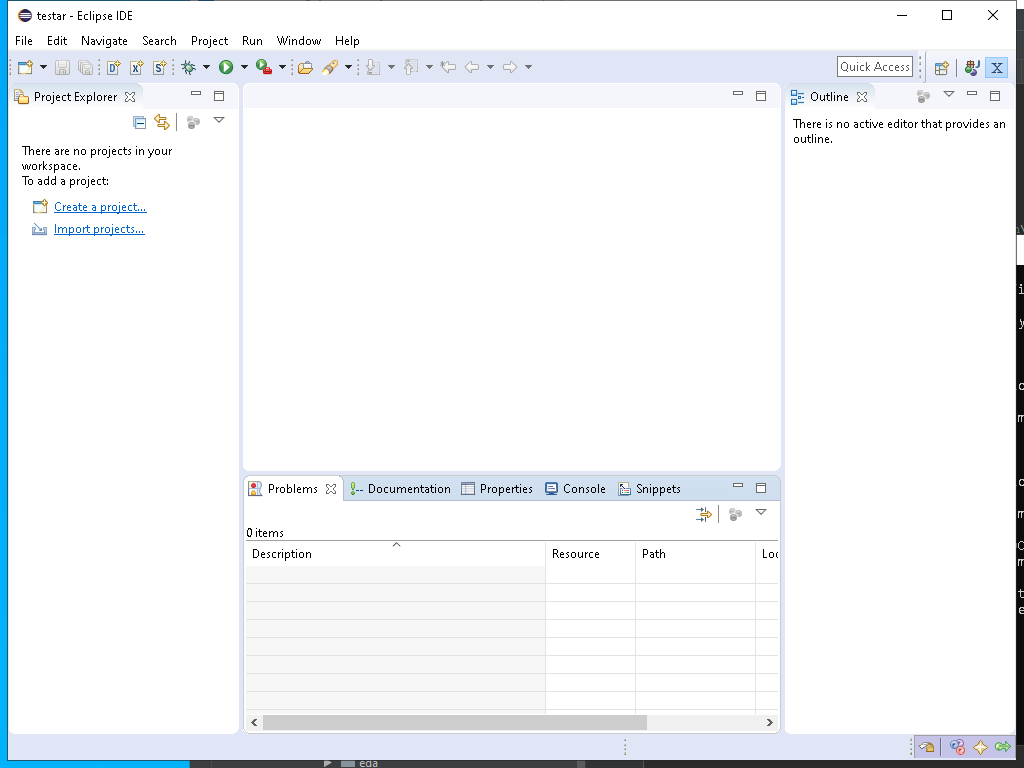 testar - Eclipse IDE
File Edit Navigate Search Project Run Window Help
Quick Access
Project Explorer
Outline
There are no projects in your
workspace.
To add a project:
Create a project...
Import projects...
There is no active editor that provides an
outline.
Problems Documentation Properties Console Snippets
0 items
Description Resource Path Loc
eda